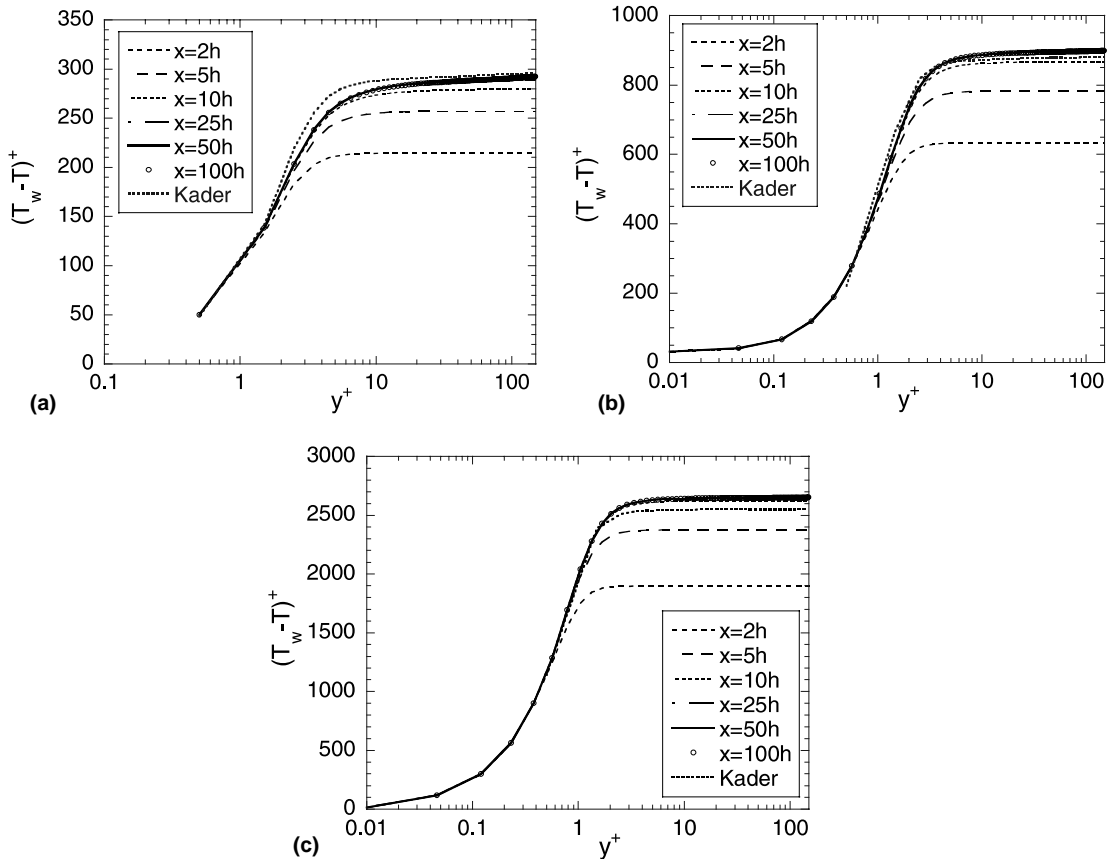 350
300
250
200
150
100
50
0
(T_w-T)^+
x=2h
x=5h
x=10h
x=25h
x=50h
x=100h
Kader
0.1
1
10
100
y^+
(a)
1000
800
600
400
200
0
(T_w-T)^+
x=2h
x=5h
x=10h
x=25h
x=50h
x=100h
Kader
0.01
0.1
1
10
100
y^+
(b)
3000
2500
2000
1500
1000
500
0
(T_w-T)^+
x=2h
x=5h
x=10h
x=25h
x=50h
x=100h
Kader
0.01
0.1
1
10
100
y^+
(c)